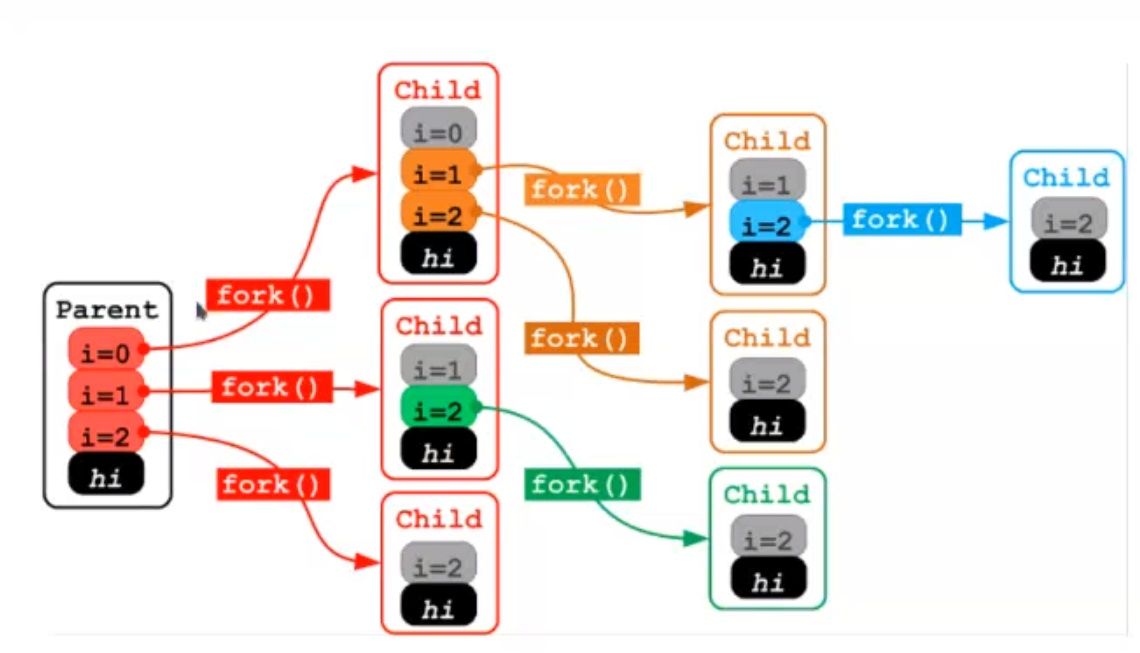 Parent
i=0
i=1
i=2
hi
fork()
fork()
fork()
Child
i=0
i=1
i=2
hi
Child
i=1
i=2
hi
Child
i=2
hi
fork()
fork()
fork()
Child
i=1
i=2
hi
Child
i=2
hi
Child
i=2
hi
fork()
Child
i=2
hi